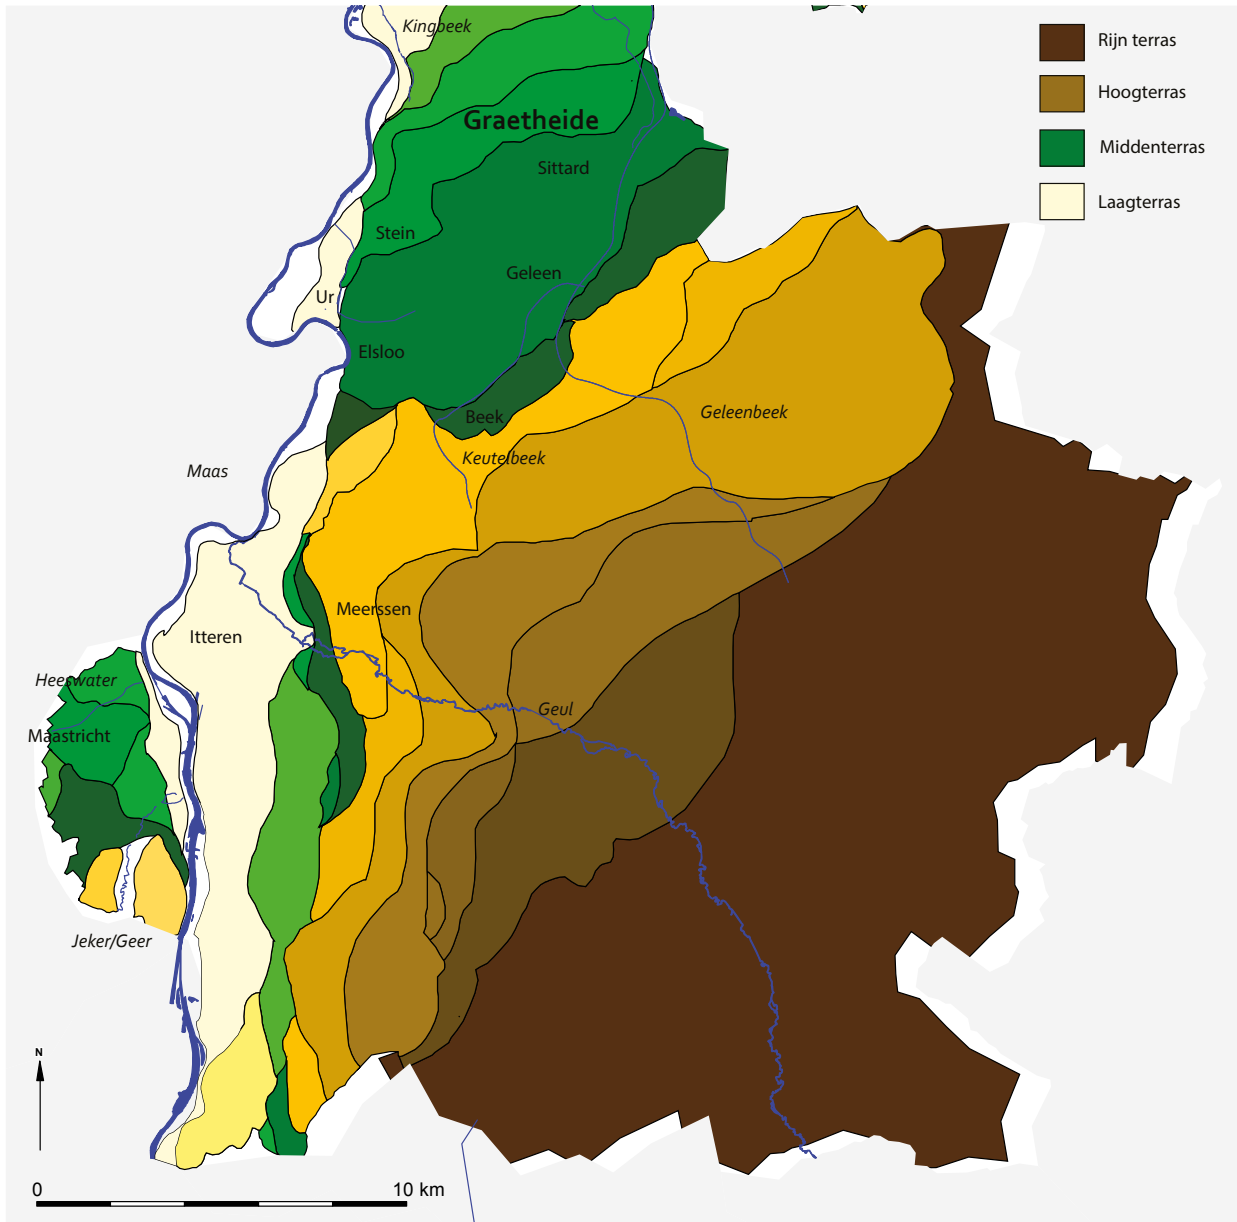 Kingbeek
Rijn terras
Hoogterras
Graetheide
Middenterras
Sittard
Laagterras
Stein
Geleen
Ur
Elsloo
Geleenbeek
Beek
Keutelbeek
Maas
Meerssen
Itteren
Heeswater
Geul
Maastricht
Jeker/Geer
N
0 10 km